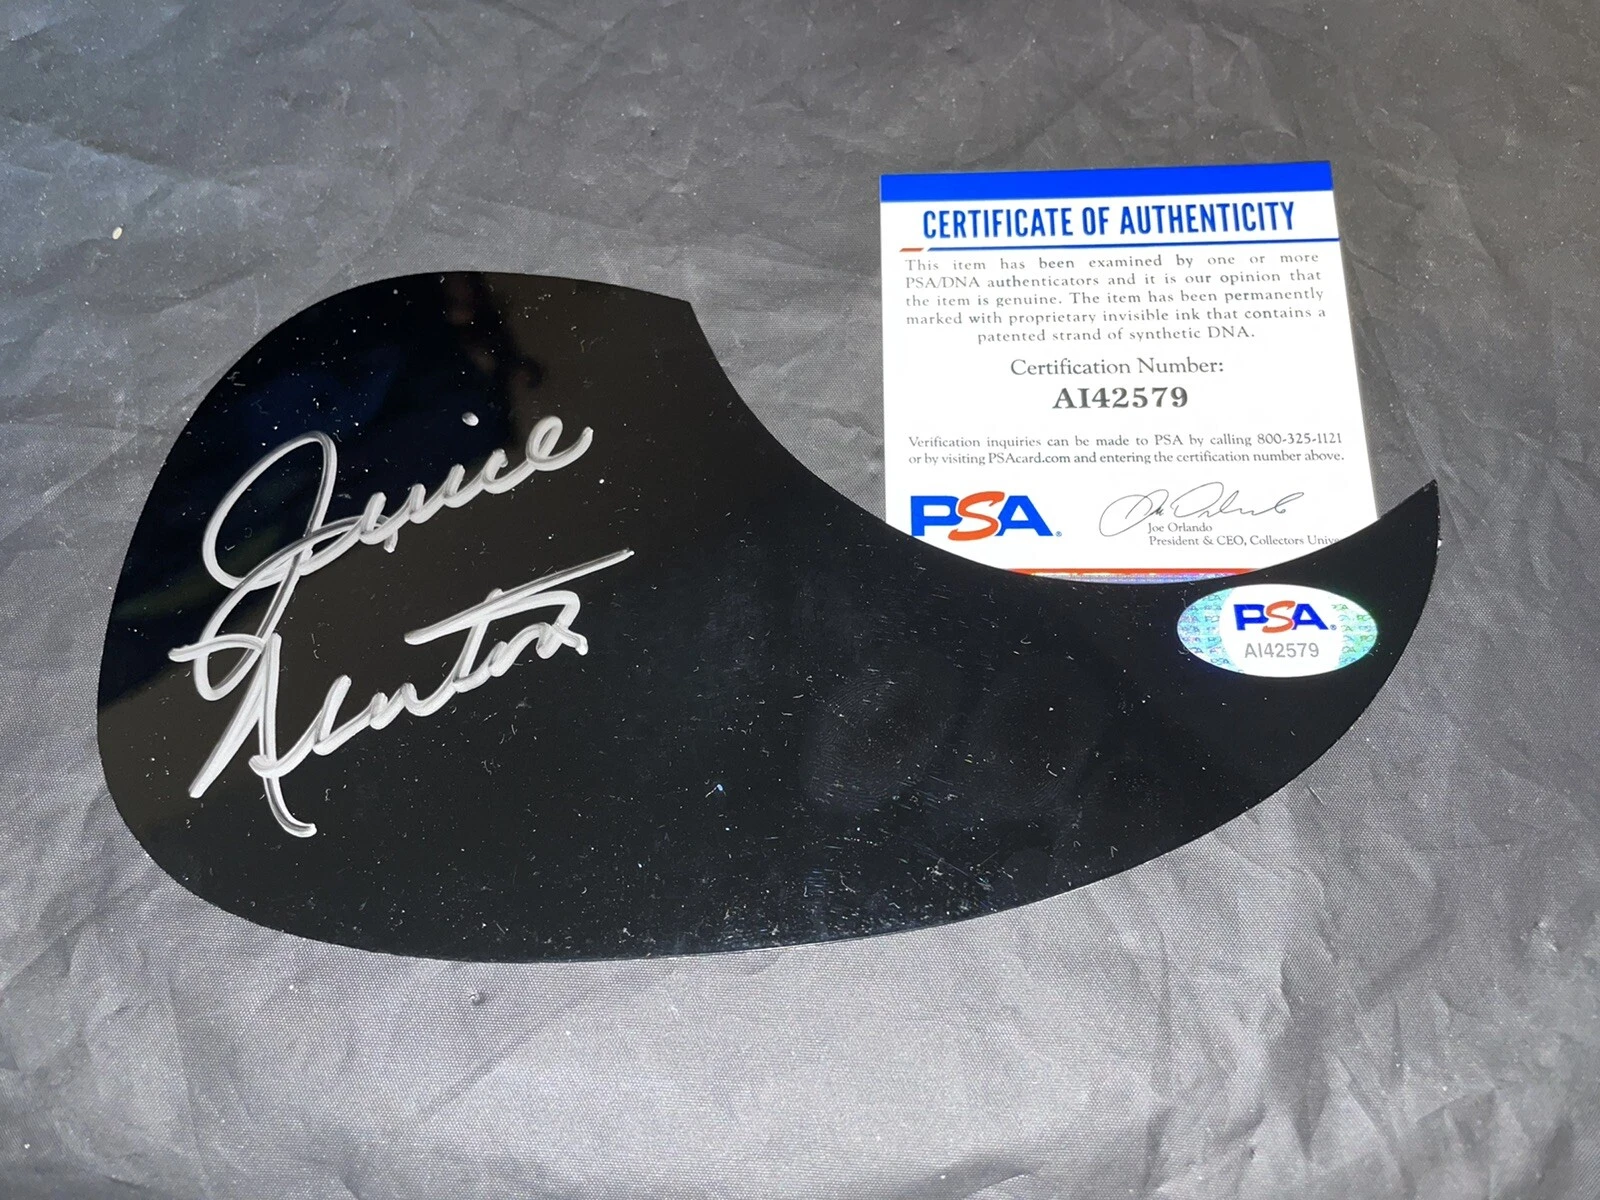 Janice
Newton
CERTIFICATE OF AUTHENTICITY
This item has been examined by one or more
PSA/DNA authenticators and it is our opinion that
the item is genuine. The item has been permanently
marked with proprietary invisible ink that contains a
patented strand of synthetic DNA.
Certification Number:
AI42579
Verification inquiries can be made to PSA by calling 800-325-1121
or by visiting PSAcard.com and entering the certification number above.
PSA®
Joe Orlando
President & CEO, Collectors Unive
PSA®
AI42579